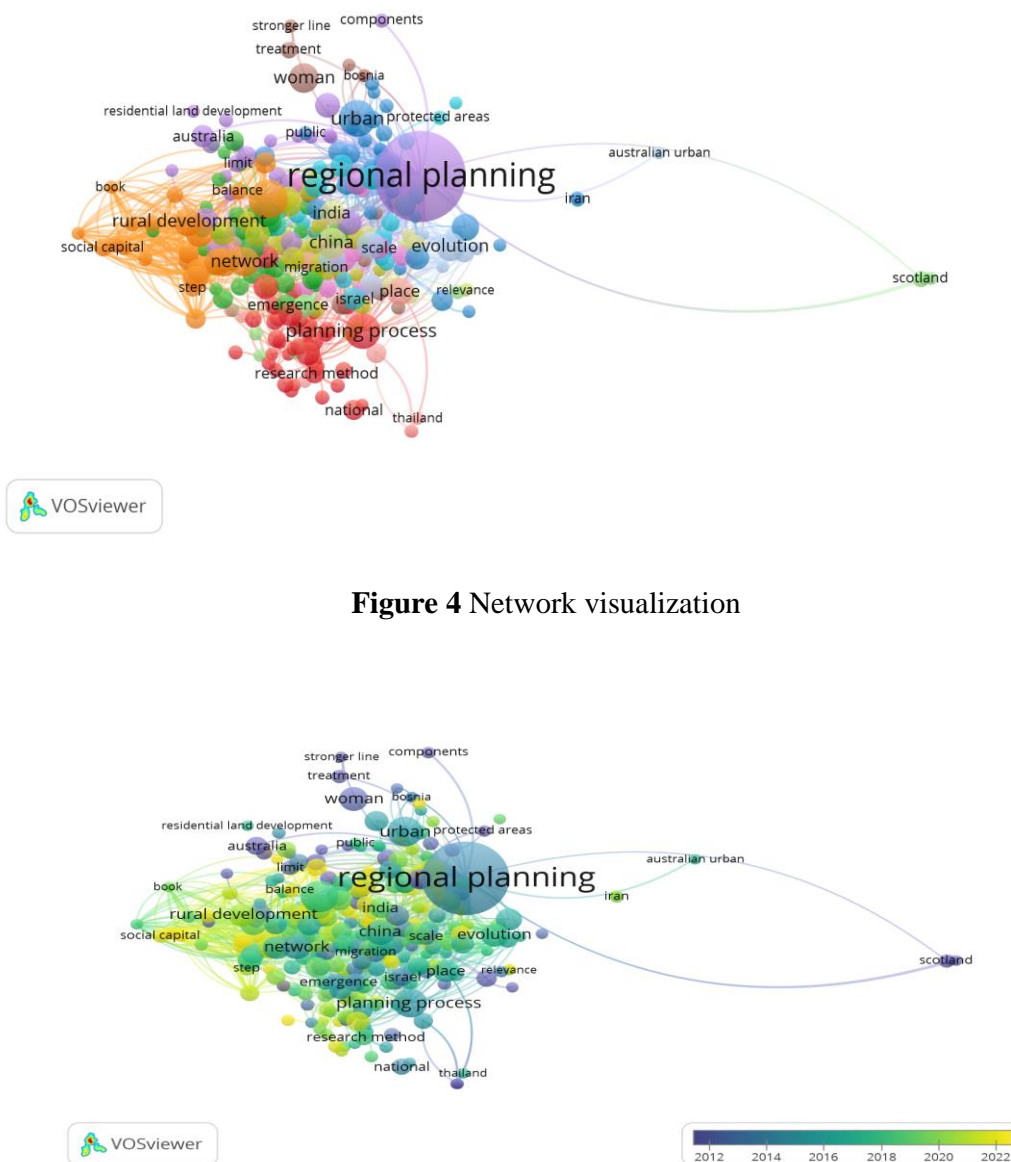 stronger line
components
treatment
woman
bosnia
residential land development
urban
protected areas
australia
public
limit
australian urban
regional planning
book
balance
iran
rural development
india
social capital
china
scale
evolution
network
migration
scotland
step
emergence
israel
place
relevance
planning process
research method
national
thailand
VOSviewer
Figure 4 Network visualization
stronger line
components
treatment
woman
bosnia
residential land development
urban
protected areas
australia
public
limit
australian urban
regional planning
book
balance
iran
rural development
india
social capital
china
scale
evolution
network
migration
scotland
step
emergence
israel
place
relevance
planning process
research method
national
thailand
VOSviewer
2012 2014 2016 2018 2020 2022